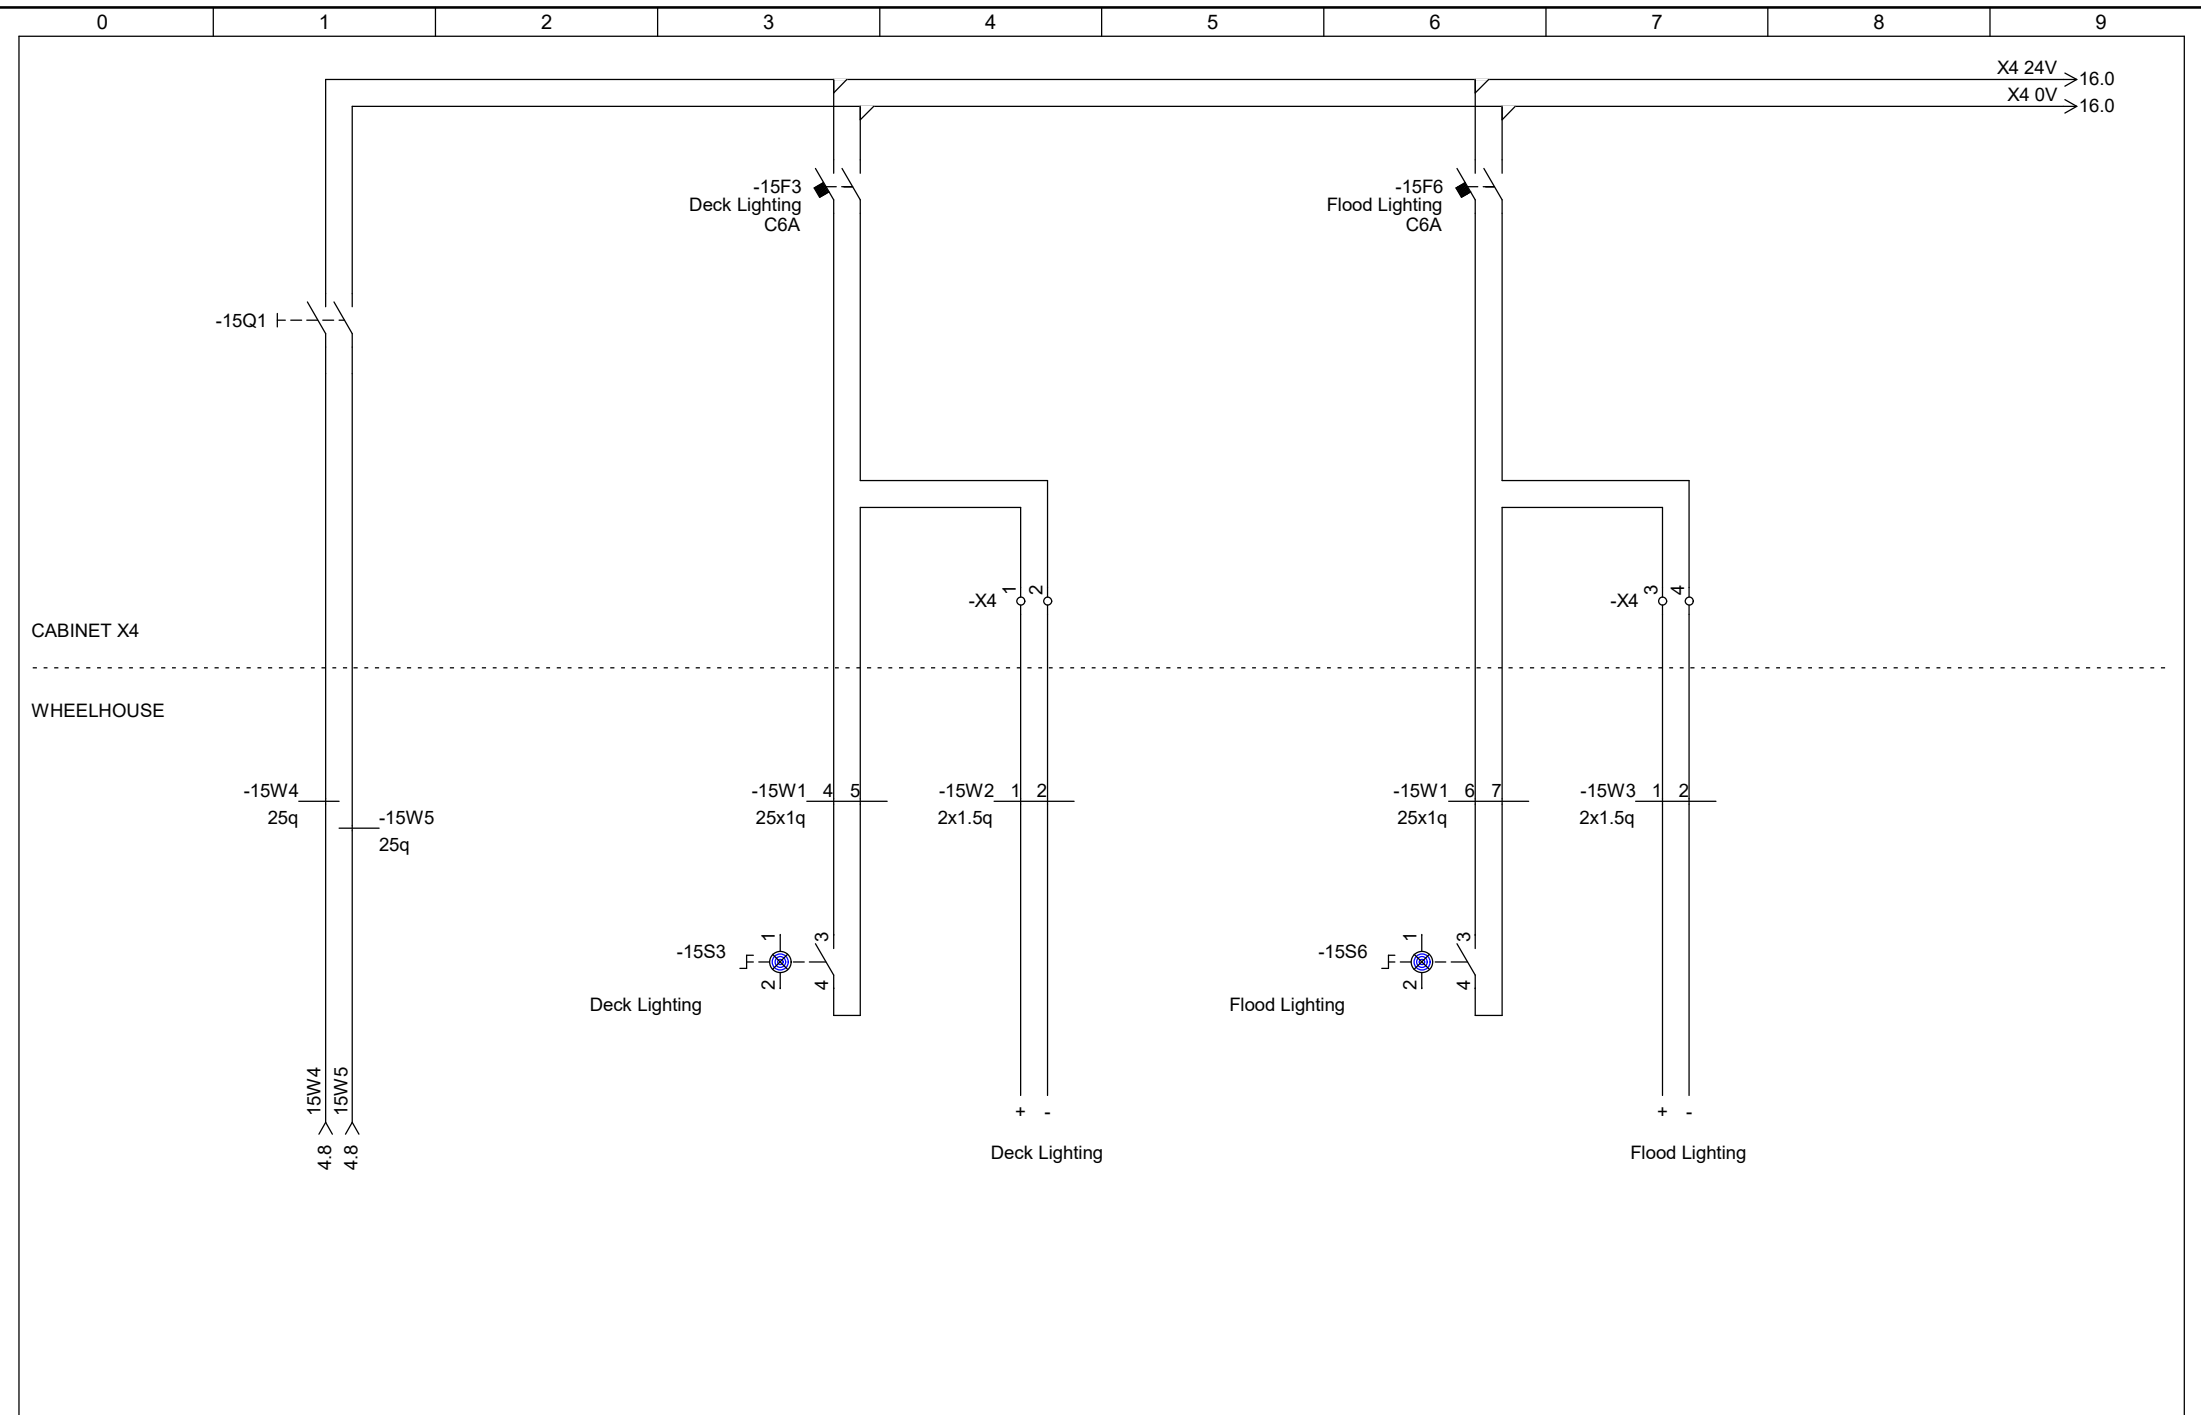 0 1 2 3 4 5 6 7 8 9
X4 24V 16.0
X4 0V 16.0
-15F3
Deck Lighting
C6A
-15F6
Flood Lighting
C6A
-15Q1
-X4 1 2
-X4 3 4
CABINET X4
WHEELHOUSE
-15W4
25q
-15W5
25q
-15W1 4 5
25x1q
-15W2 1 2
2x1.5q
-15W1 6 7
25x1q
-15W3 1 2
2x1.5q
-15S3 1 2 3 4
Deck Lighting
-15S6 1 2 3 4
Flood Lighting
15W4
15W5
4.8
4.8
+ -
Deck Lighting
+ -
Flood Lighting